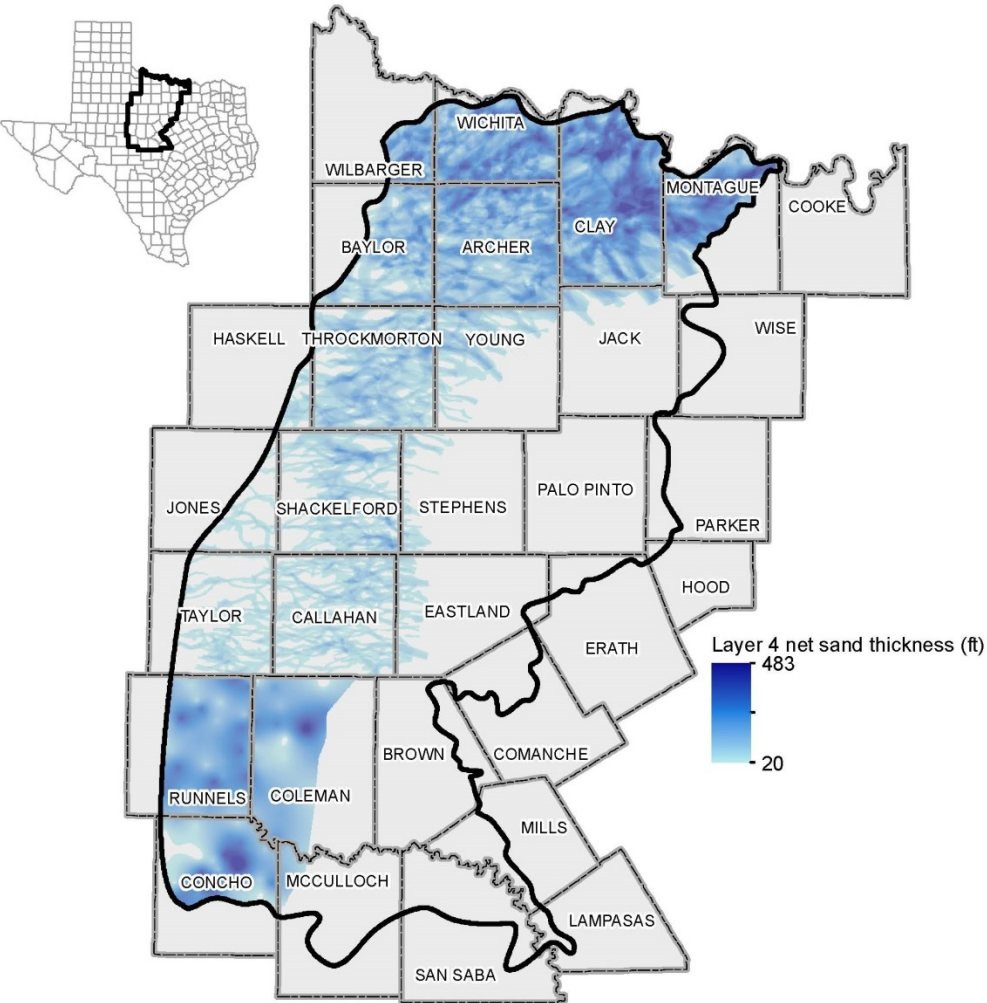 WICHITA
WILBARGER
MONTAGUE
COOKE
CLAY
BAYLOR
ARCHER
HASKELL
THROCKMORTON
YOUNG
JACK
WISE
JONES
SHACKELFORD
STEPHENS
PALO PINTO
PARKER
TAYLOR
CALLAHAN
EASTLAND
HOOD
ERATH
Layer 4 net sand thickness (ft)
483
20
BROWN
COMANCHE
RUNNELS
COLEMAN
MILLS
CONCHO
MCCULLOCH
LAMPASAS
SAN SABA